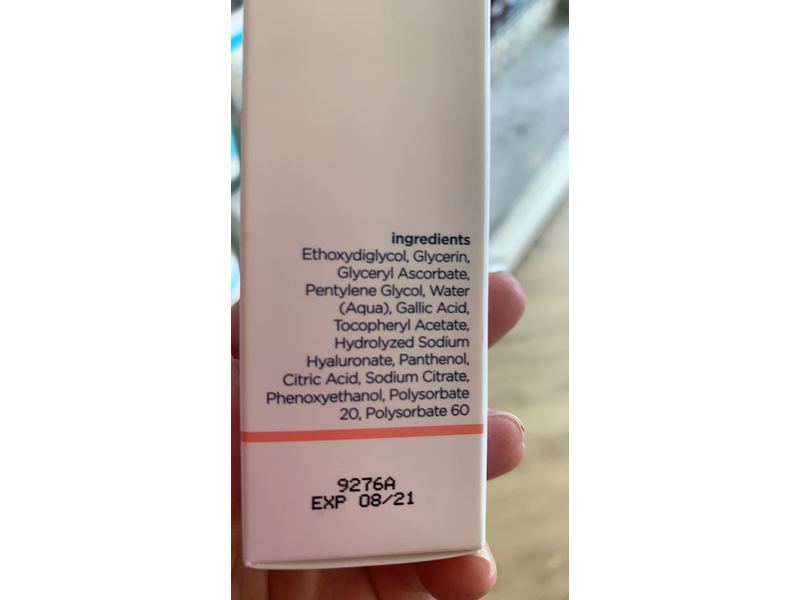 ingredients
Ethoxydiglycol, Glycerin,
Glyceryl Ascorbate,
Pentylene Glycol, Water
(Aqua), Gallic Acid,
Tocopheryl Acetate,
Hydrolyzed Sodium
Hyaluronate, Panthenol,
Citric Acid, Sodium Citrate,
Phenoxyethanol, Polysorbate
20, Polysorbate 60
9276A
EXP 08/21